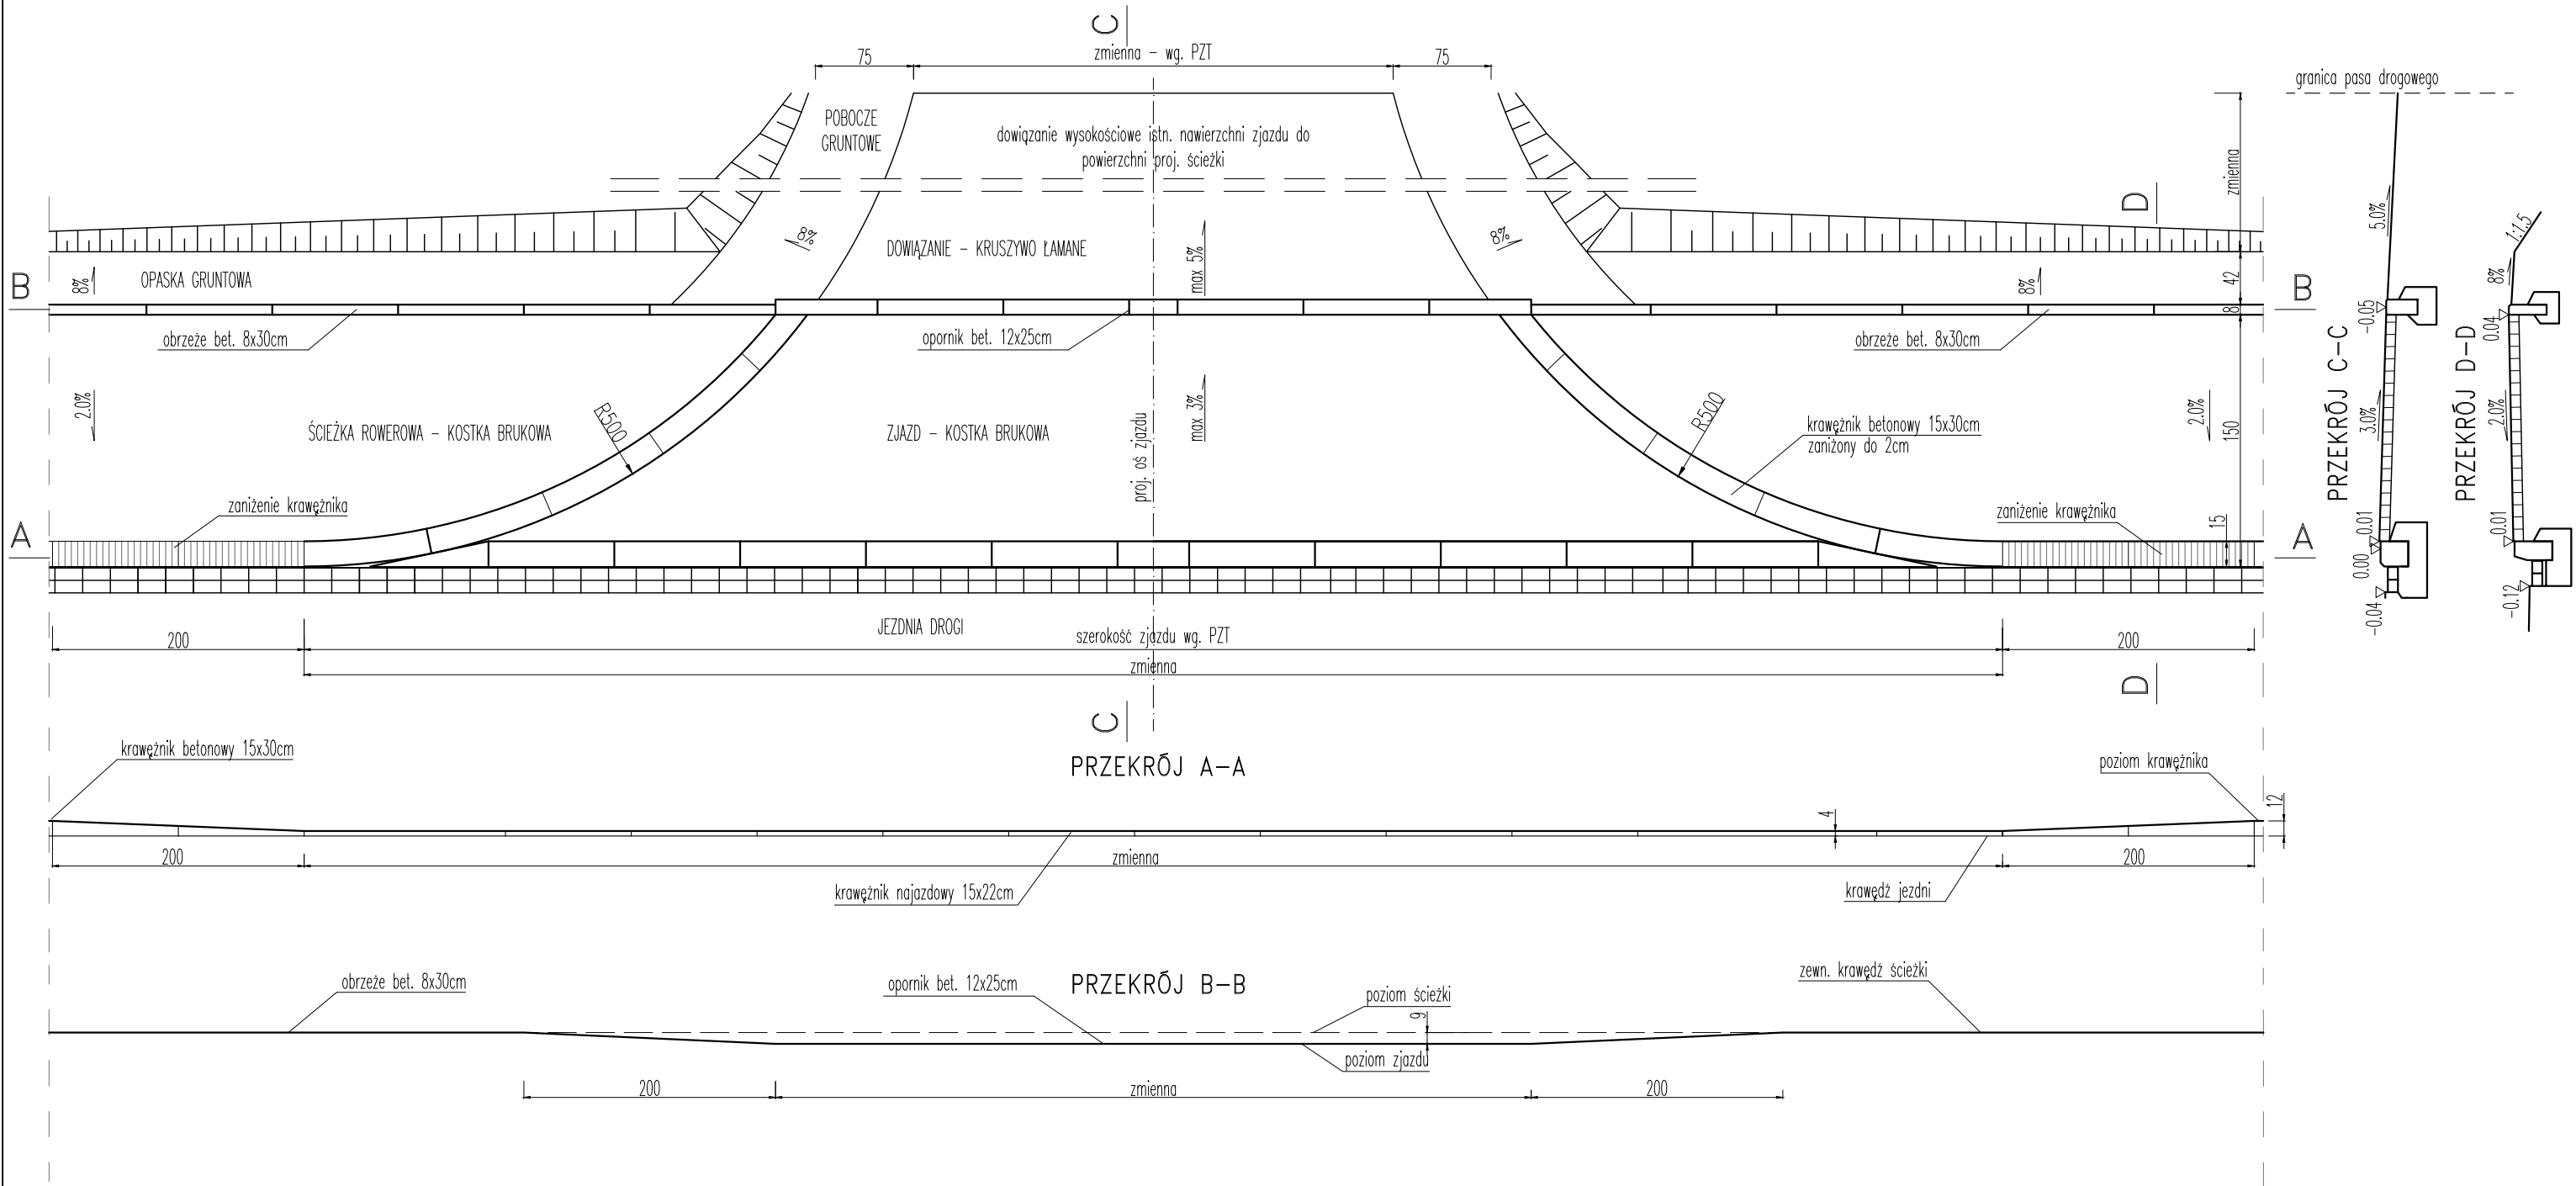 C
zmienna – wg. PZT
75
75
granica pasa drogowego
POBOCZE
GRUNTOWE
dowiązanie wysokościowe istn. nawierzchni zjazdu do
powierzchni proj. ścieżki
zmienna
D
5.0%
1:1.5
8%
8%
DOWIĄZANIE – KRUSZYWO ŁAMANE
max 5%
B
8%
OPASKA GRUNTOWA
8%
42
B
8%
8
-0.05
0.04
obrzeże bet. 8x30cm
opornik bet. 12x25cm
obrzeże bet. 8x30cm
2.0%
ŚCIEŻKA ROWEROWA – KOSTKA BRUKOWA
R500
ZJAZD – KOSTKA BRUKOWA
proj. oś zjazdu
max 3%
R500
krawężnik betonowy 15x30cm
zaniżony do 2cm
2.0%
150
PRZEKRÓJ C–C
3.0%
PRZEKRÓJ D–D
2.0%
zaniżenie krawężnika
zaniżenie krawężnika
A
15
A
0.01
0.00
-0.04
0.01
-0.12
JEZDNIA DROGI
200
szerokość zjazdu wg. PZT
200
zmienna
D
C
krawężnik betonowy 15x30cm
PRZEKRÓJ A–A
poziom krawężnika
4
12
200
zmienna
200
krawężnik najazdowy 15x22cm
krawędź jezdni
obrzeże bet. 8x30cm
opornik bet. 12x25cm
PRZEKRÓJ B–B
poziom ścieżki
9
zewn. krawędź ścieżki
poziom zjazdu
200
zmienna
200